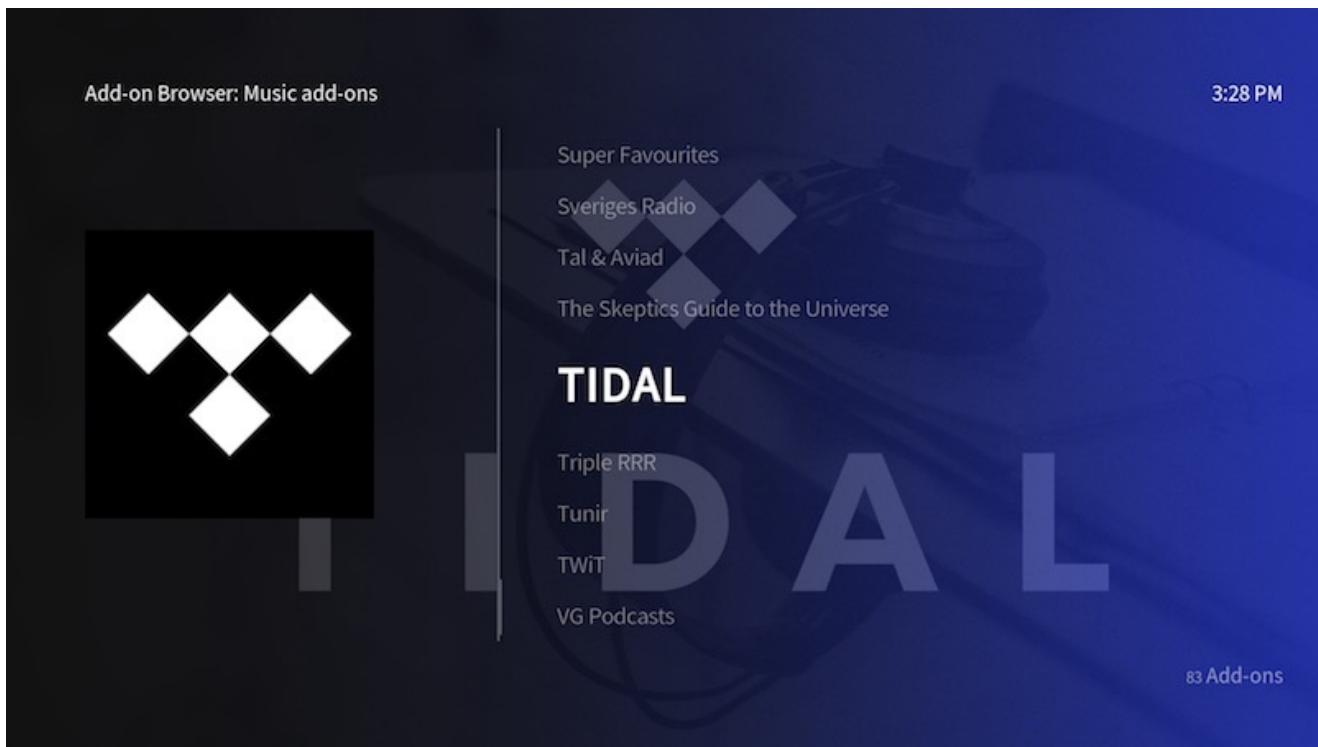 Add-on Browser: Music add-ons
3:28 PM
Super Favourites
Sveriges Radio
Tal & Aviad
The Skeptics Guide to the Universe
TIDAL
Triple RRR
Tunir
TWiT
VG Podcasts
TIDAL
83 Add-ons